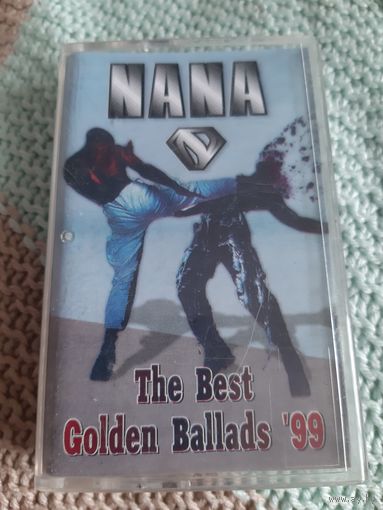 NANA
N
The Best
Golden Ballads '99